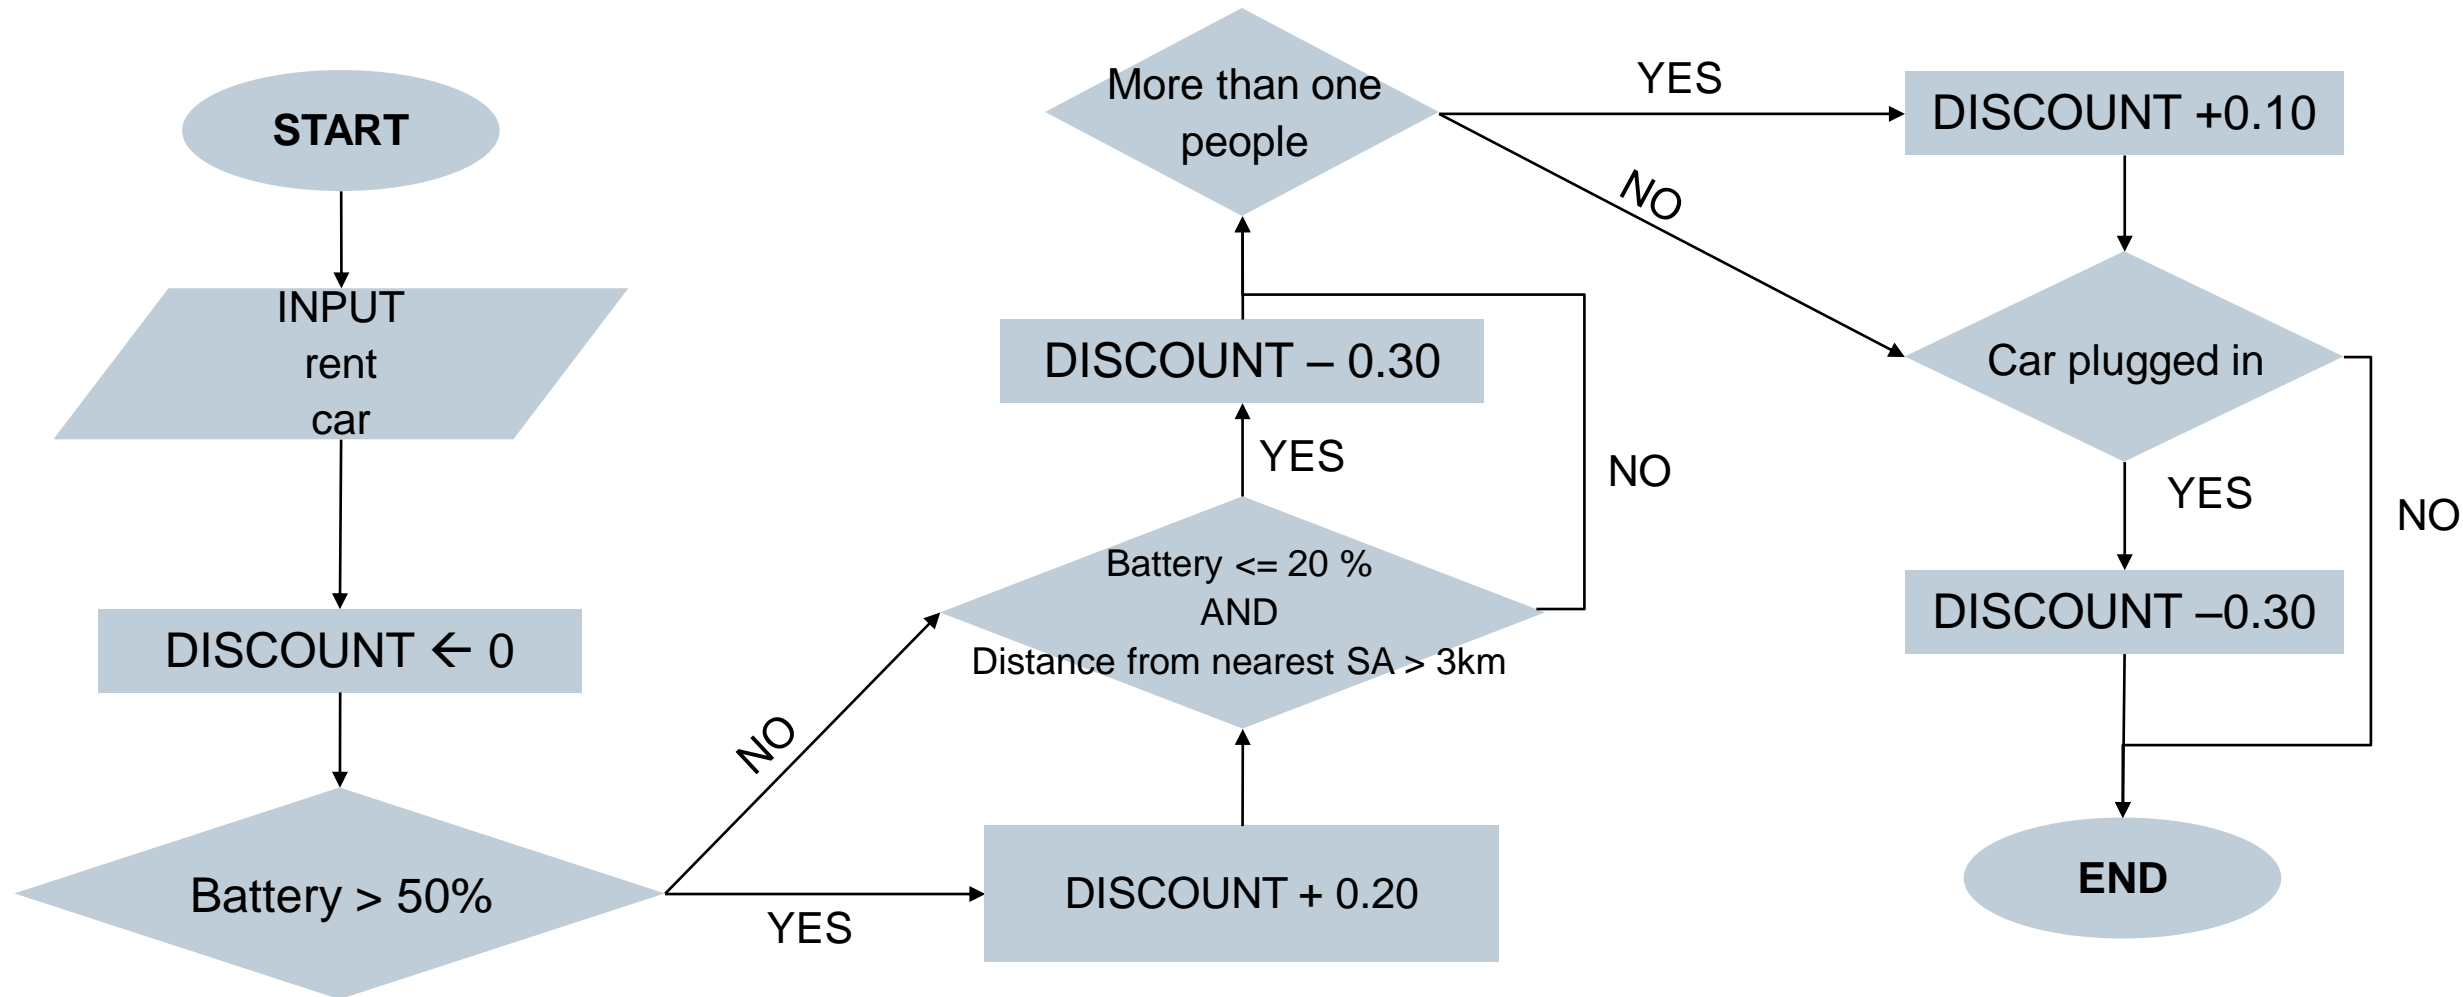 START
INPUT
rent
car
DISCOUNT ← 0
Battery > 50%
NO
YES
DISCOUNT + 0.20
Battery <= 20 %
AND
Distance from nearest SA > 3km
YES
NO
DISCOUNT – 0.30
More than one
people
YES
NO
DISCOUNT +0.10
Car plugged in
YES
NO
DISCOUNT –0.30
END